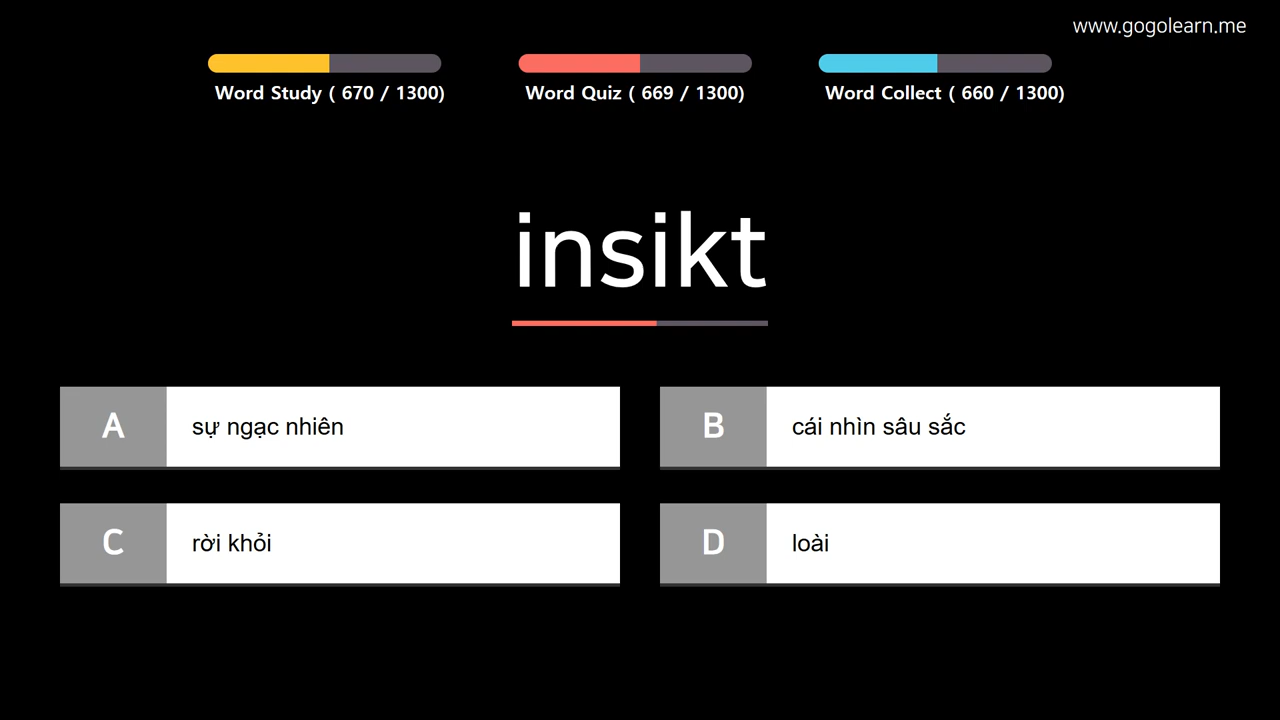 www.gogolearn.me
Word Study ( 670 / 1300)
Word Quiz ( 669 / 1300)
Word Collect ( 660 / 1300)
insikt
A sự ngạc nhiên
B cái nhìn sâu sắc
C rời khỏi
D loài